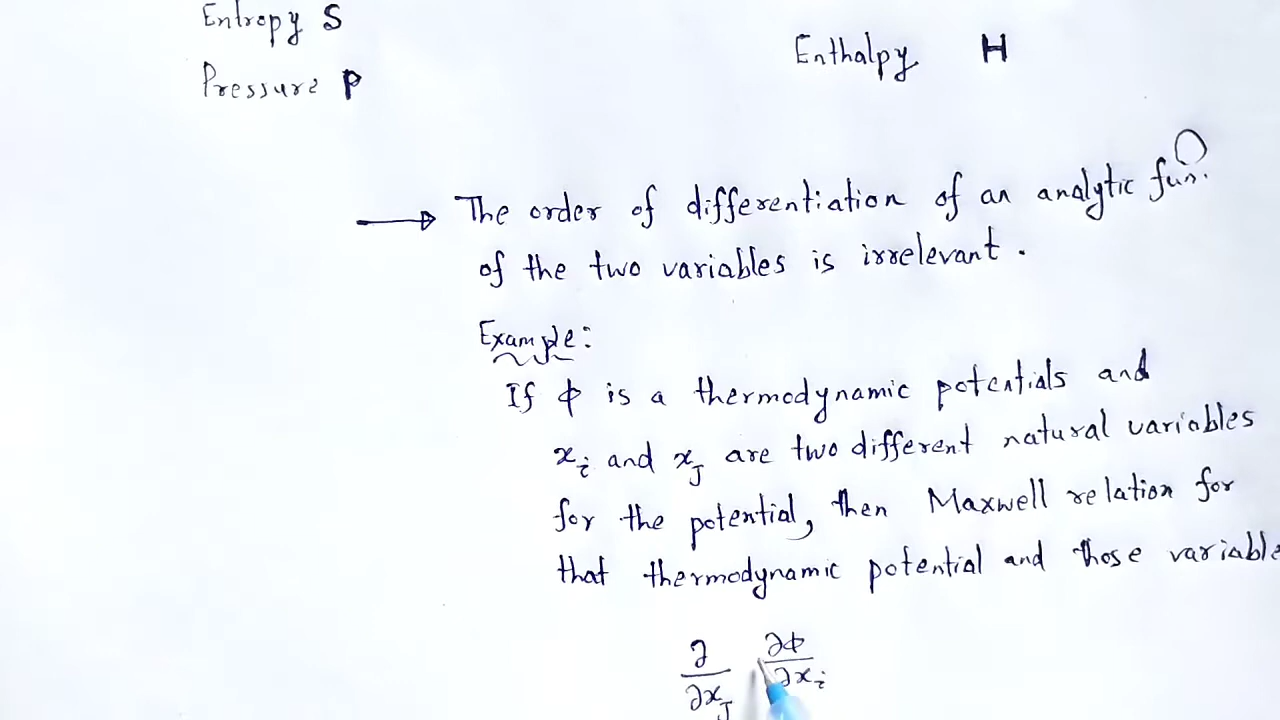 Entropy S
Enthalpy H
Pressure P
The order of differentiation of an analytic fun.
of the two variables is irrelevant.
Example:
If ϕ is a thermodynamic potentials and
xᵢ and x_J are two different natural variables
for the potential, then Maxwell relation for
that thermodynamic potential and those variable
∂/∂x_J ∂ϕ/∂xᵢ